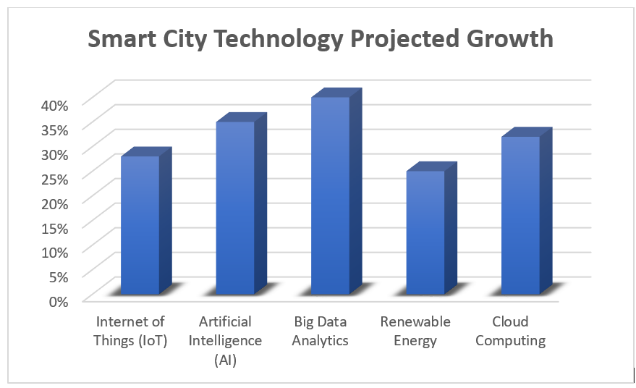 Smart City Technology Projected Growth
40%
35%
30%
25%
20%
15%
10%
5%
0%
Internet of
Things (IoT)
Artificial
Intelligence
(AI)
Big Data
Analytics
Renewable
Energy
Cloud
Computing